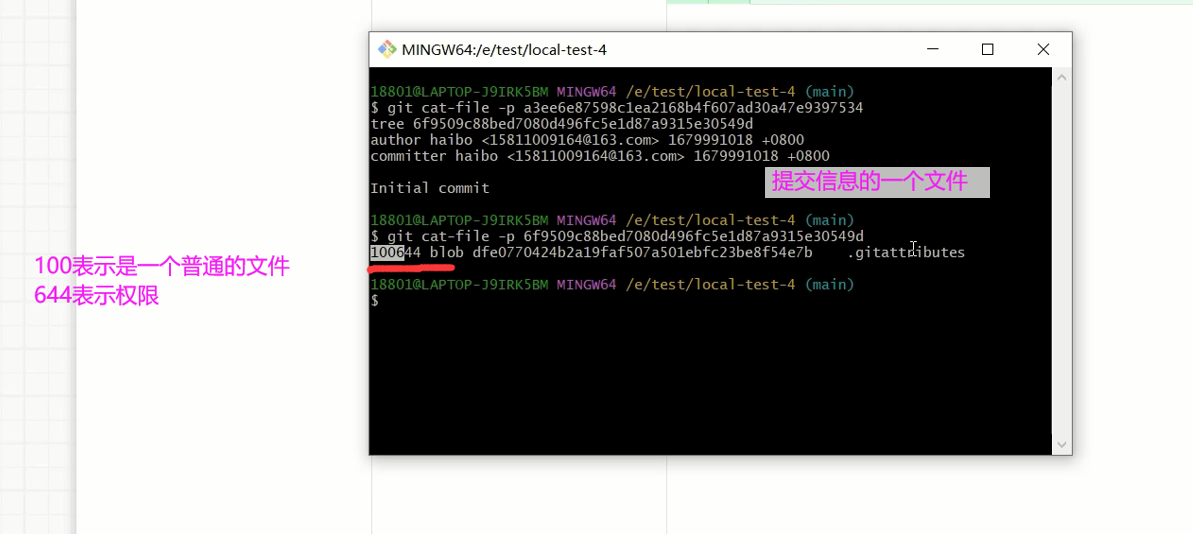 MINGW64:/e/test/local-test-4
18801@LAPTOP-J9IRK5BM MINGW64 /e/test/local-test-4 (main)
$ git cat-file -p a3ee6e87598c1ea2168b4f607ad30a47e9397534
tree 6f9509c88bed7080d496fc5e1d87a9315e30549d
author haibo <15811009164@163.com> 1679991018 +0800
committer haibo <15811009164@163.com> 1679991018 +0800
提交信息的一个文件
Initial commit
18801@LAPTOP-J9IRK5BM MINGW64 /e/test/local-test-4 (main)
$ git cat-file -p 6f9509c88bed7080d496fc5e1d87a9315e30549d
100644 blob dfe0770424b2a19faf507a501ebfc23be8f54e7b    .gitattributes
100表示是一个普通的文件
644表示权限
18801@LAPTOP-J9IRK5BM MINGW64 /e/test/local-test-4 (main)
$